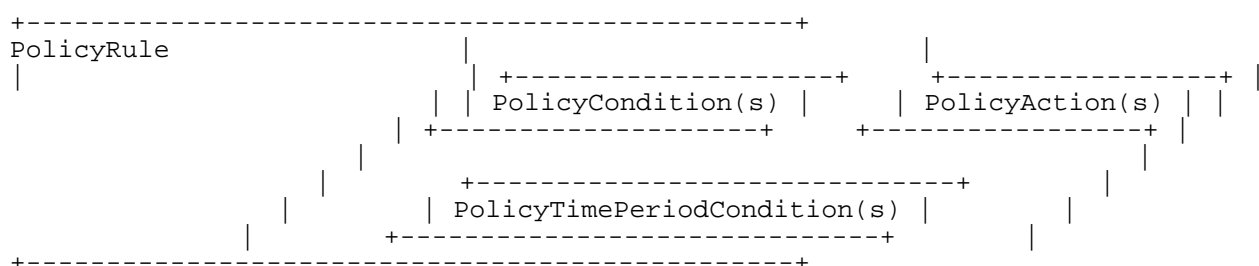 +------------------------------------------------+
PolicyRule | |
| | +--------------------+ +-----------------+ |
| | PolicyCondition(s) | | PolicyAction(s) | |
| +--------------------+ +-----------------+ |
| |
| +------------------------------+ |
| | PolicyTimePeriodCondition(s) | |
| +------------------------------+ |
+------------------------------------------------+